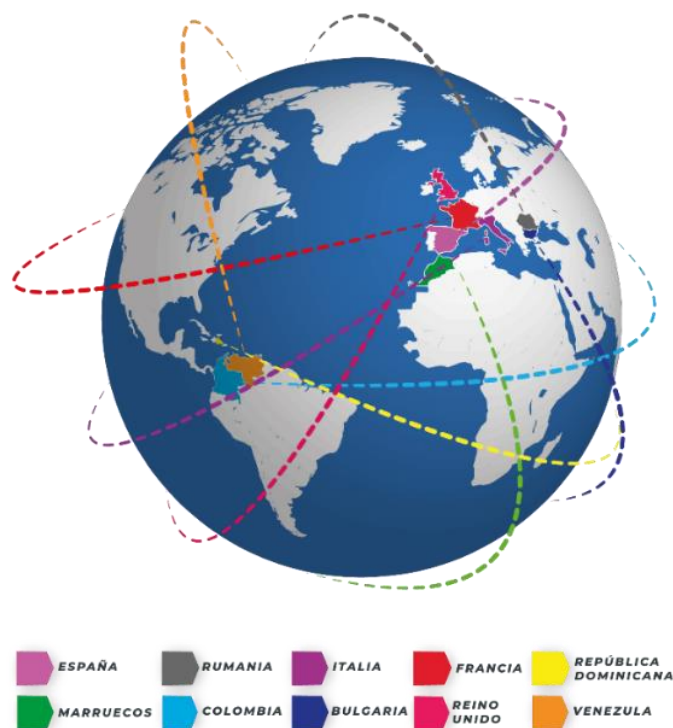 ESPAÑA
RUMANIA
ITALIA
FRANCIA
REPÚBLICA
DOMINICANA
MARRUECOS
COLOMBIA
BULGARIA
REINO
UNIDO
VENEZULA